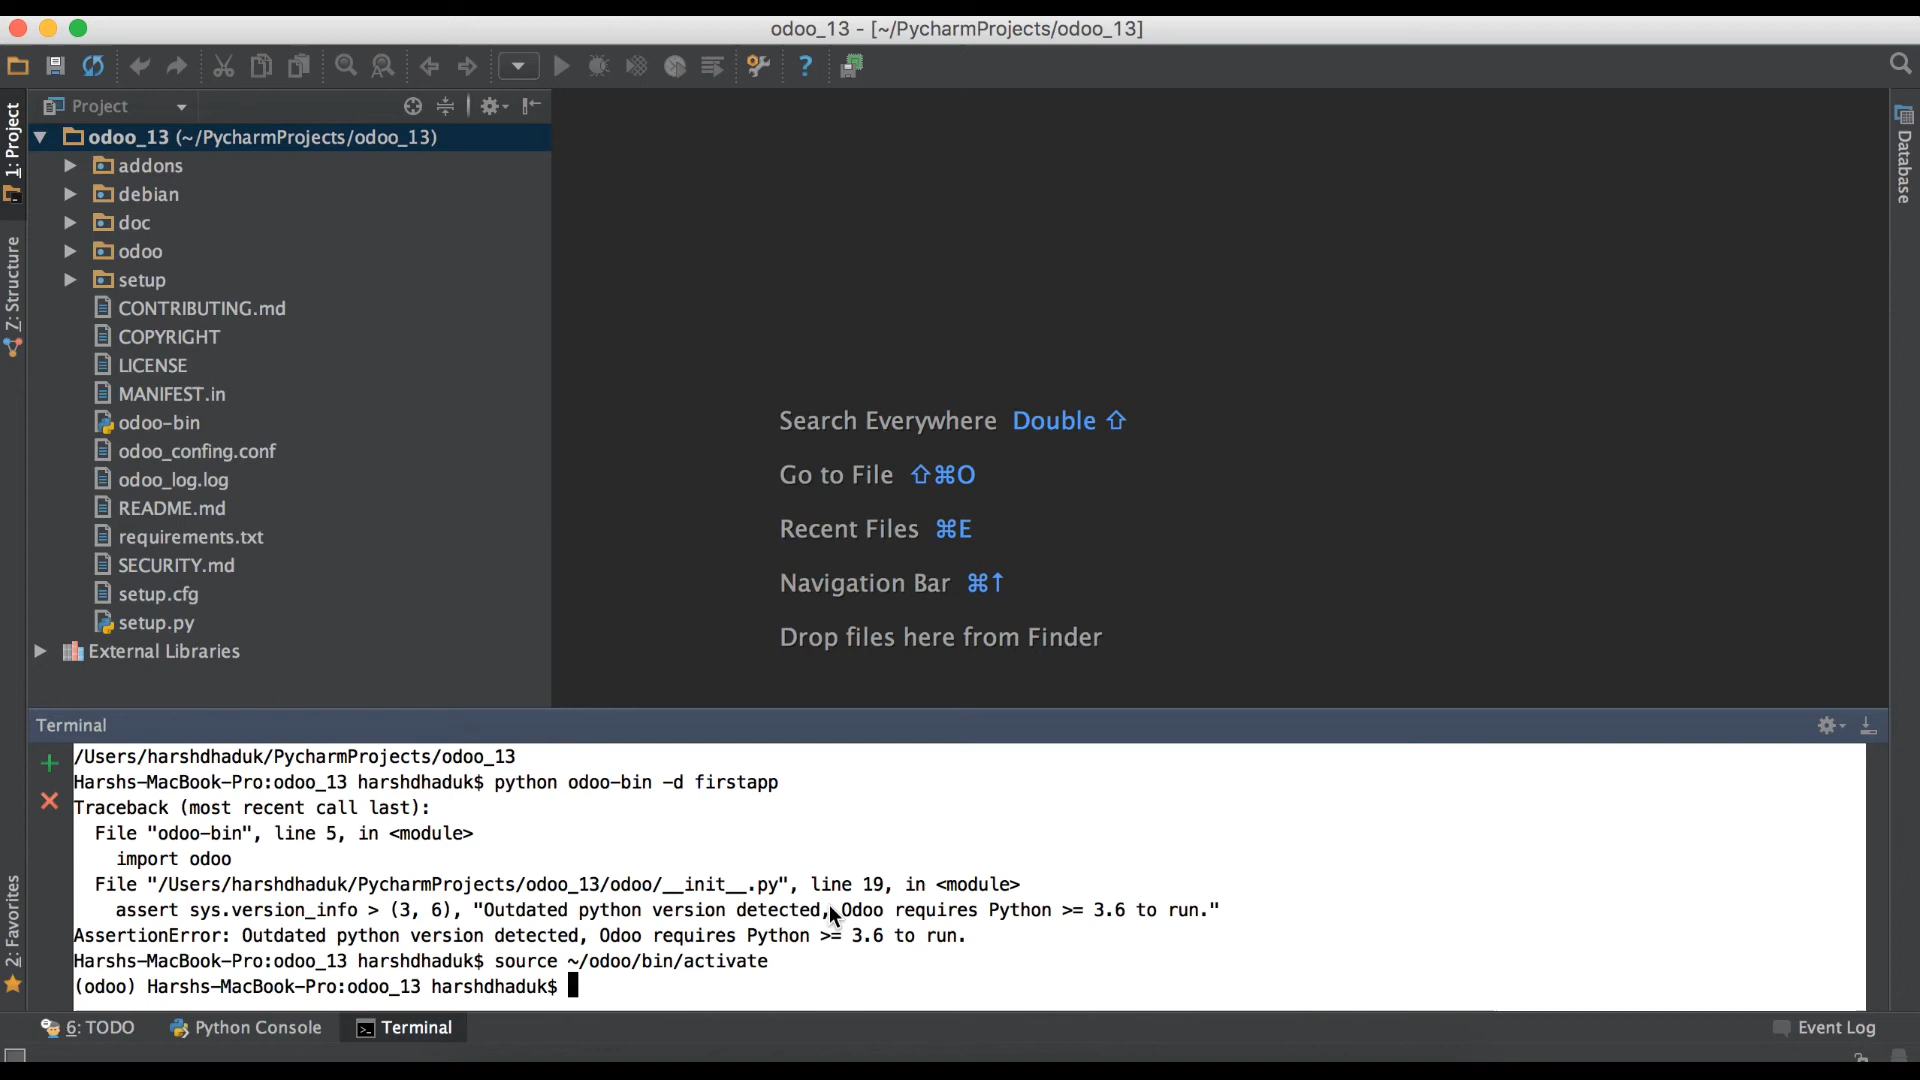 odoo_13 - [~/PycharmProjects/odoo_13]
Project
1: Project
Z: Structure
2: Favorites
Database
odoo_13 (~/PycharmProjects/odoo_13)
addons
debian
doc
odoo
setup
CONTRIBUTING.md
COPYRIGHT
LICENSE
MANIFEST.in
odoo-bin
odoo_confing.conf
odoo_log.log
README.md
requirements.txt
SECURITY.md
setup.cfg
setup.py
External Libraries
Search Everywhere Double ⇧
Go to File ⇧⌘O
Recent Files ⌘E
Navigation Bar ⌘↑
Drop files here from Finder
Terminal
/Users/harshdhaduk/PycharmProjects/odoo_13
Harshs-MacBook-Pro:odoo_13 harshdhaduk$ python odoo-bin -d firstapp
Traceback (most recent call last):
File "odoo-bin", line 5, in <module>
import odoo
File "/Users/harshdhaduk/PycharmProjects/odoo_13/odoo/__init__.py", line 19, in <module>
assert sys.version_info > (3, 6), "Outdated python version detected, Odoo requires Python >= 3.6 to run."
AssertionError: Outdated python version detected, Odoo requires Python >= 3.6 to run.
Harshs-MacBook-Pro:odoo_13 harshdhaduk$ source ~/odoo/bin/activate
(odoo) Harshs-MacBook-Pro:odoo_13 harshdhaduk$
6: TODO
Python Console
Terminal
Event Log